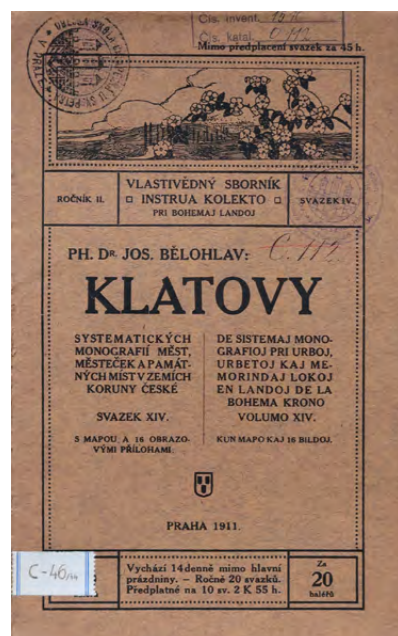 Čís. invent.
Čís. katal. C 112
Mimo předplacení svazek za 45 h.
ROČNÍK II.
VLASTIVĚDNÝ SBORNÍK
INSTRUA KOLEKTO
PRI BOHEMAJ LANDOJ
SVAZEK IV.
PH. DR. JOS. BĚLOHLAV:
C. 112
KLATOVY
SYSTEMATICKÝCH
MONOGRAFIÍ MĚST,
MĚSTEČEK A PAMÁT-
NÝCH MÍST V ZEMÍCH
KORUNY ČESKÉ
SVAZEK XIV.
S MAPOU A 16 OBRAZO-
VÝMI PŘÍLOHAMI.
DE SISTEMAJ MONO-
GRAFIOJ PRI URBOJ,
URBETOJ KAJ ME-
MORINDAJ LOKOJ
EN LANDOJ DE LA
BOHEMA KRONO
VOLUMO XIV.
KUN MAPO KAJ 16 BILDOJ.
PRAHA 1911.
C-46/14
Vychází 14denně mimo hlavní
prázdniny. – Ročně 20 svazků.
Předplatné na 10 sv. 2 K 55 h.
Za
20
haléřů